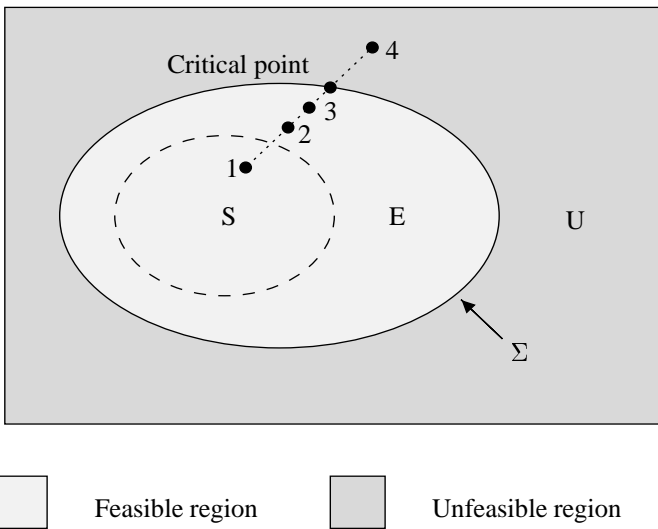 4
Critical point
3
2
1
S
E
U
Σ
Feasible region
Unfeasible region